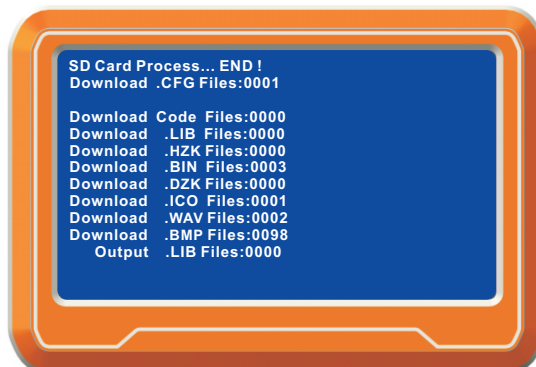 SD Card Process... END !
Download .CFG Files:0001
Download Code Files:0000
Download .LIB Files:0000
Download .HZK Files:0000
Download .BIN Files:0003
Download .DZK Files:0000
Download .ICO Files:0001
Download .WAV Files:0002
Download .BMP Files:0098
Output .LIB Files:0000